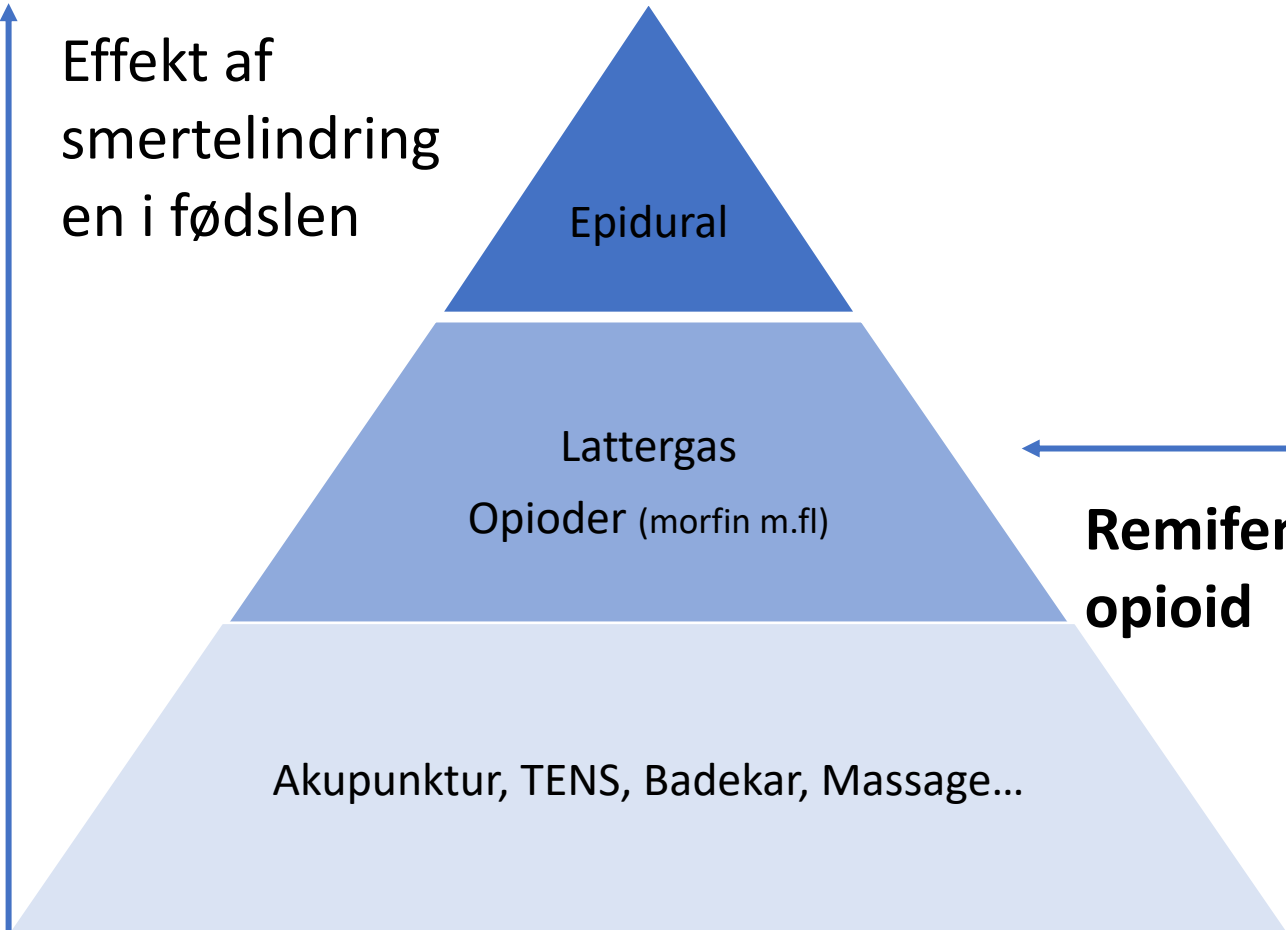 Effekt af
smertelindring
en i fødslen
Epidural
Lattergas
Opioder (morfin m.fl)
opioid
Akupunktur, TENS, Badekar, Massage…